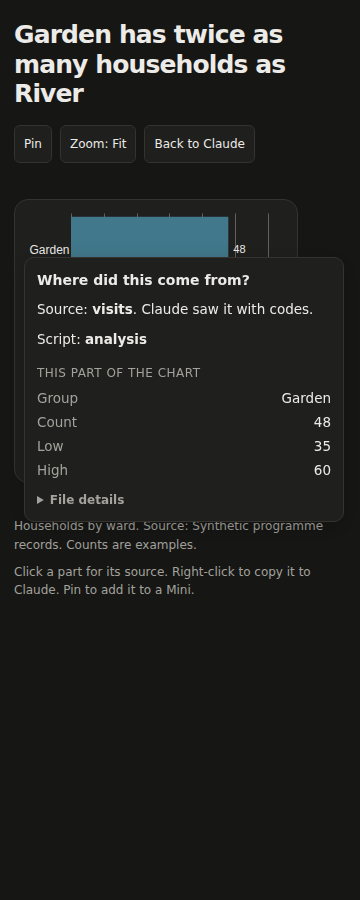 Garden has twice as
many households as
River
Pin
Zoom: Fit
Back to Claude
Garden
48
Where did this come from?
Source: visits. Claude saw it with codes.
Script: analysis
THIS PART OF THE CHART
Group Garden
Count 48
Low 35
High 60
File details
Households by ward. Source: Synthetic programme
records. Counts are examples.
Click a part for its source. Right-click to copy it to
Claude. Pin to add it to a Mini.